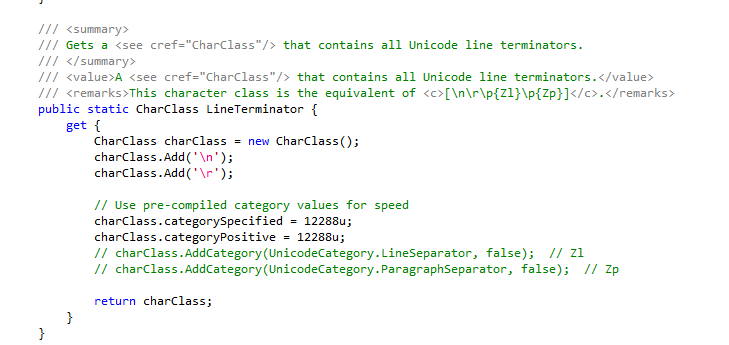 /// <summary>
/// Gets a <see cref="CharClass"/> that contains all Unicode line terminators.
/// </summary>
/// <value>A <see cref="CharClass"/> that contains all Unicode line terminators.</value>
/// <remarks>This character class is the equivalent of <c>[\n\r\p{Zl}\p{Zp}]</c>.</remarks>
public static CharClass LineTerminator {
    get {
        CharClass charClass = new CharClass();
        charClass.Add('\n');
        charClass.Add('\r');

        // Use pre-compiled category values for speed
        charClass.categorySpecified = 12288u;
        charClass.categoryPositive = 12288u;
        // charClass.AddCategory(UnicodeCategory.LineSeparator, false);  // Zl
        // charClass.AddCategory(UnicodeCategory.ParagraphSeparator, false);  // Zp

        return charClass;
    }
}